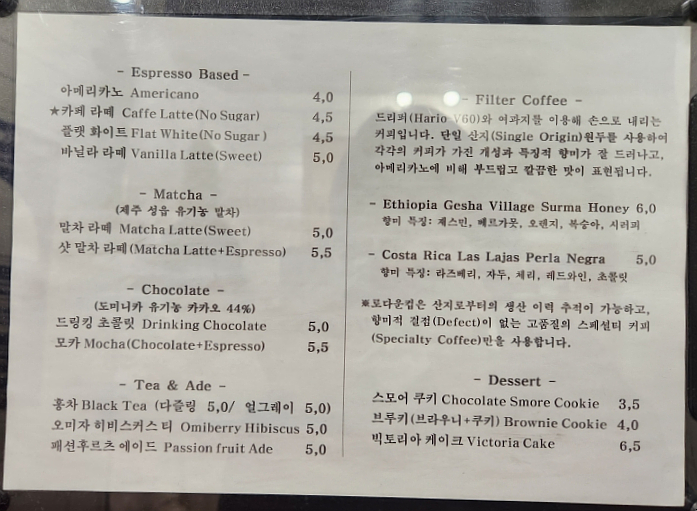 - Espresso Based -
아메리카노 Americano 4,0
★카페 라떼 Caffe Latte(No Sugar) 4,5
플랫 화이트 Flat White(No Sugar) 4,5
바닐라 라떼 Vanilla Latte(Sweet) 5,0
- Matcha -
(제주 성읍 유기농 말차)
말차 라떼 Matcha Latte(Sweet) 5,0
샷 말차 라떼(Matcha Latte+Espresso) 5,5
- Chocolate -
(도미니카 유기농 카카오 44%)
드링킹 초콜릿 Drinking Chocolate 5,0
모카 Mocha(Chocolate+Espresso) 5,5
- Tea & Ade -
홍차 Black Tea (다즐링 5,0/ 얼그레이 5,0)
오미자 히비스커스 티 Omiberry Hibiscus 5,0
패션후르츠 에이드 Passion fruit Ade 5,0
- Filter Coffee -
드리퍼(Hario V60)와 여과지를 이용해 손으로 내리는
커피입니다. 단일 산지(Single Origin)원두를 사용하여
각각의 커피가 가진 개성과 특징적 향미가 잘 드러나고,
아메리카노에 비해 부드럽고 깔끔한 맛이 표현됩니다.
- Ethiopia Gesha Village Surma Honey 6,0
향미 특징: 재스민, 베르가못, 오렌지, 복숭아, 시러피
- Costa Rica Las Lajas Perla Negra 5,0
향미 특징: 라즈베리, 자두, 체리, 레드와인, 초콜릿
※로다운컵은 산지로부터의 생산 이력 추적이 가능하고,
향미적 결점(Defect)이 없는 고품질의 스페셜티 커피
(Specialty Coffee)만을 사용합니다.
- Dessert -
스모어 쿠키 Chocolate Smore Cookie 3,5
브루키(브라우니+쿠키) Brownie Cookie 4,0
빅토리아 케이크 Victoria Cake 6,5